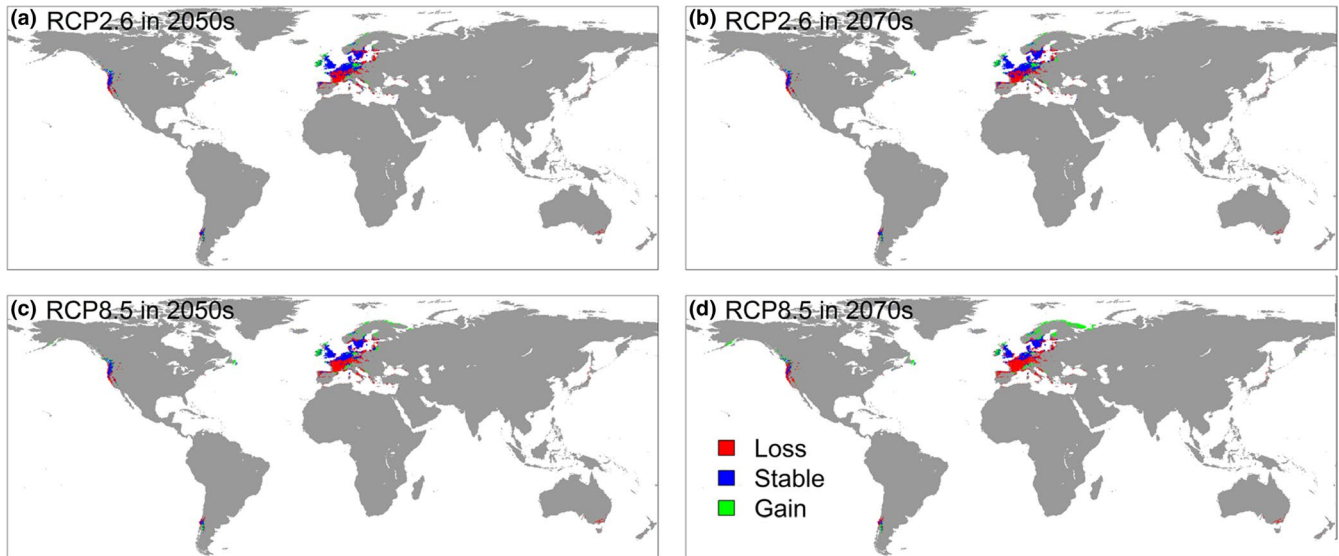 (a) RCP2.6 in 2050s
(b) RCP2.6 in 2070s
(c) RCP8.5 in 2050s
(d) RCP8.5 in 2070s
Loss
Stable
Gain